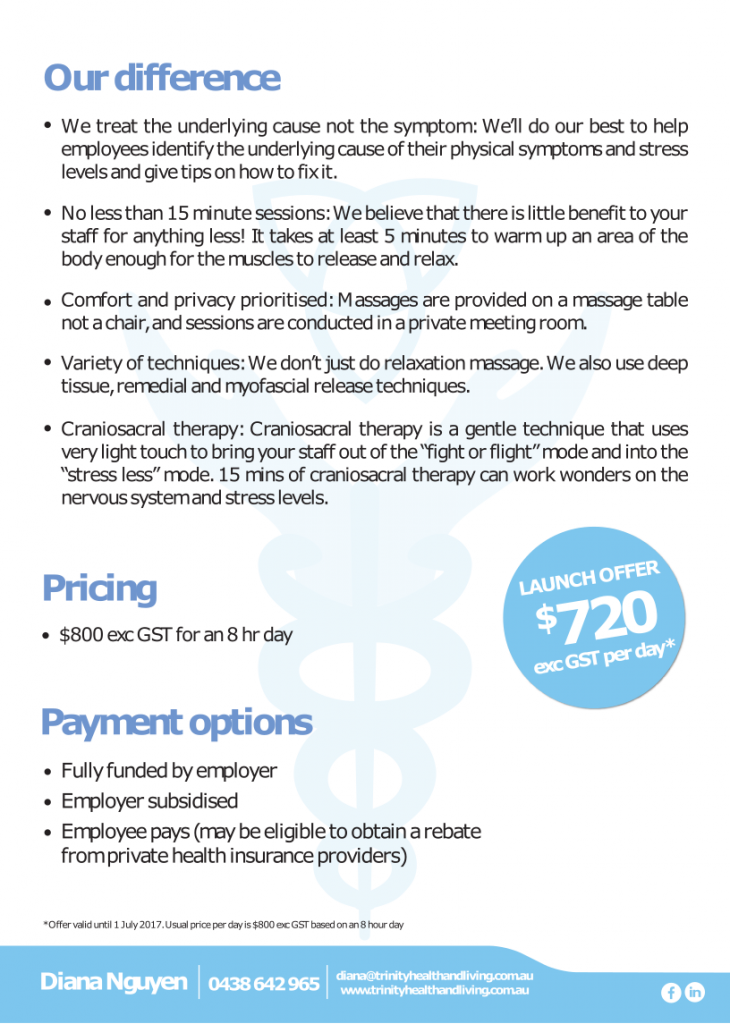 Our difference
• We treat the underlying cause not the symptom: We'll do our best to help
employees identify the underlying cause of their physical symptoms and stress
levels and give tips on how to fix it.
• No less than 15 minute sessions: We believe that there is little benefit to your
staff for anything less! It takes at least 5 minutes to warm up an area of the
body enough for the muscles to release and relax.
• Comfort and privacy prioritised: Massages are provided on a massage table
not a chair, and sessions are conducted in a private meeting room.
• Variety of techniques: We don't just do relaxation massage. We also use deep
tissue, remedial and myofascial release techniques.
• Craniosacral therapy: Craniosacral therapy is a gentle technique that uses
very light touch to bring your staff out of the "fight or flight" mode and into the
"stress less" mode. 15 mins of craniosacral therapy can work wonders on the
nervous system and stress levels.
Pricing
• $800 exc GST for an 8 hr day
LAUNCH OFFER
$720
exc GST per day*
Payment options
• Fully funded by employer
• Employer subsidised
• Employee pays (may be eligible to obtain a rebate
from private health insurance providers)
*Offer valid until 1 July 2017. Usual price per day is $800 exc GST based on an 8 hour day
Diana Nguyen
0438 642 965
diana@trinityhealthandliving.com.au
www.trinityhealthandliving.com.au
f
in